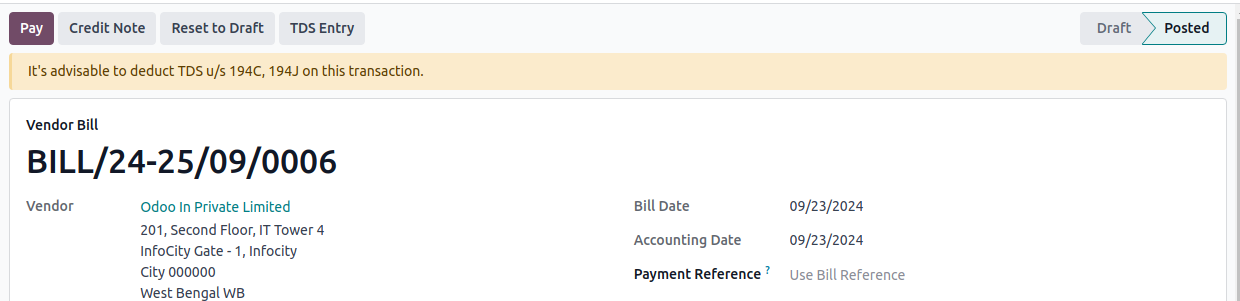 Pay Credit Note Reset to Draft TDS Entry Draft Posted
It's advisable to deduct TDS u/s 194C, 194J on this transaction.
Vendor Bill
BILL/24-25/09/0006
Vendor Odoo In Private Limited Bill Date 09/23/2024
201, Second Floor, IT Tower 4
InfoCity Gate - 1, Infocity Accounting Date 09/23/2024
City 000000 Payment Reference ? Use Bill Reference
West Bengal WB